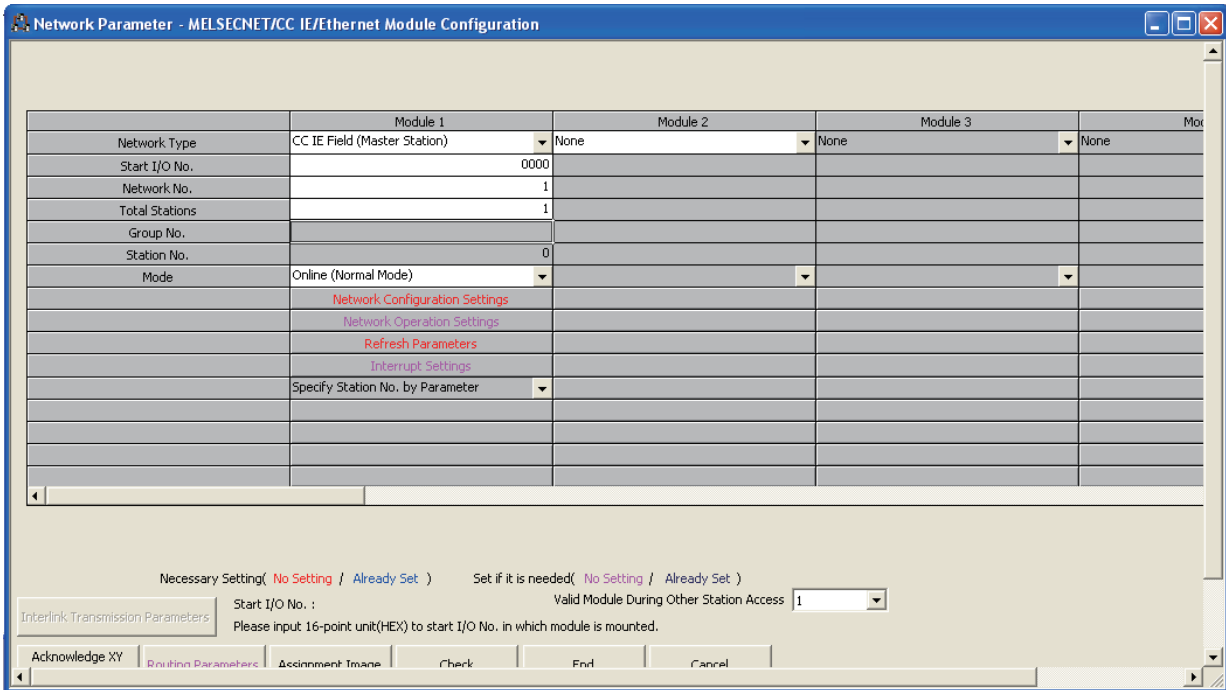 Network Parameter - MELSECNET/CC IE/Ethernet Module Configuration
Module 1 Module 2 Module 3
Network Type CC IE Field (Master Station) None None None
Start I/O No. 0000
Network No. 1
Total Stations 1
Group No.
Station No. 0
Mode Online (Normal Mode)
Network Configuration Settings
Network Operation Settings
Refresh Parameters
Interrupt Settings
Specify Station No. by Parameter
Necessary Setting( No Setting / Already Set ) Set if it is needed( No Setting / Already Set )
Interlink Transmission Parameters Start I/O No. : Valid Module During Other Station Access 1
Please input 16-point unit(HEX) to start I/O No. in which module is mounted.
Acknowledge XY Routing Parameters Assignment Image Check End Cancel